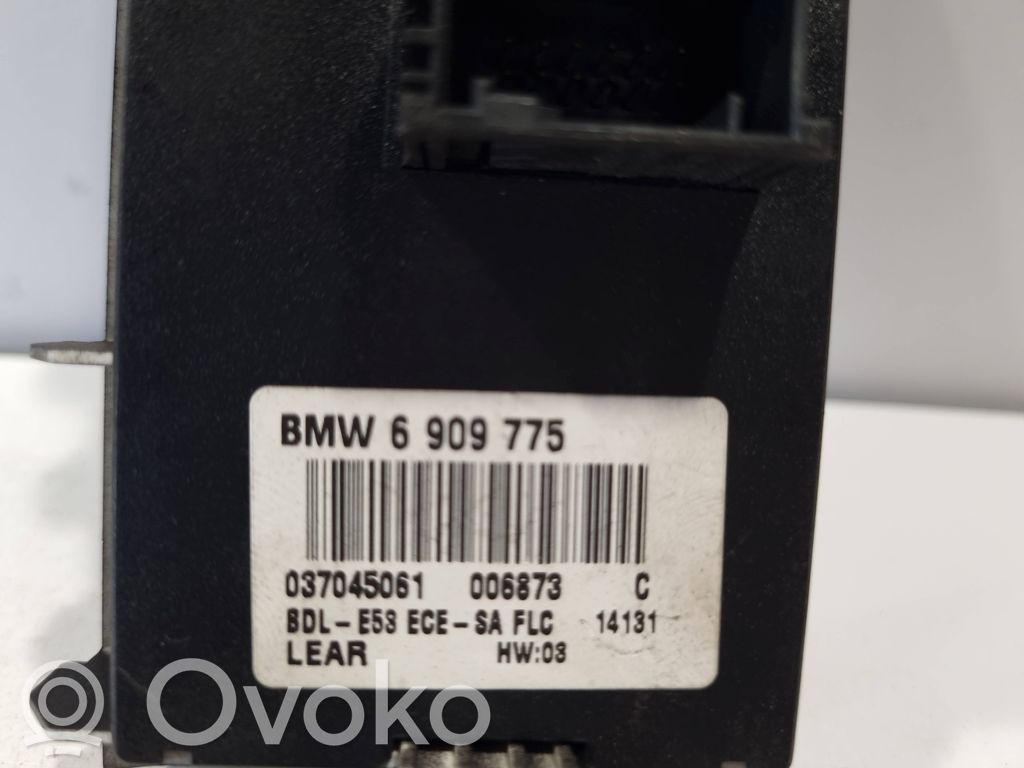 BMW 6 909 775
037045061 006873 C
BDL-E53 ECE-SA FLC 14131
LEAR HW:03
Ovoko